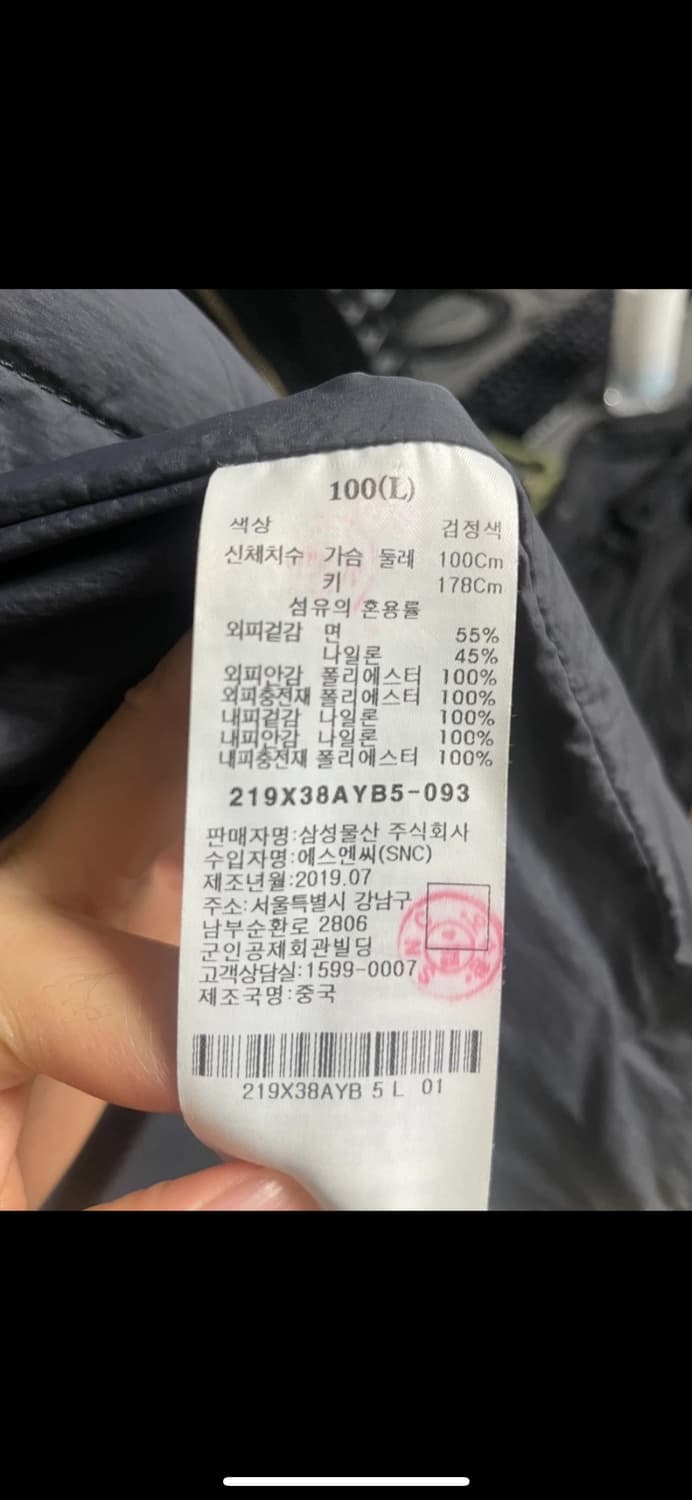 100(L)
색상 검정색
신체치수 가슴 둘레 100Cm
키 178Cm
섬유의 혼용률
외피겉감 면 55%
나일론 45%
외피안감 폴리에스터 100%
외피충전재 폴리에스터 100%
내피겉감 나일론 100%
내피안감 나일론 100%
내피충전재 폴리에스터 100%
219X38AYB5-093
판매자명:삼성물산 주식회사
수입자명:에스엔씨(SNC)
제조년월:2019.07
주소:서울특별시 강남구
남부순환로 2806
군인공제회관빌딩
고객상담실:1599-0007
제조국명:중국
219X38AYB 5 L 01